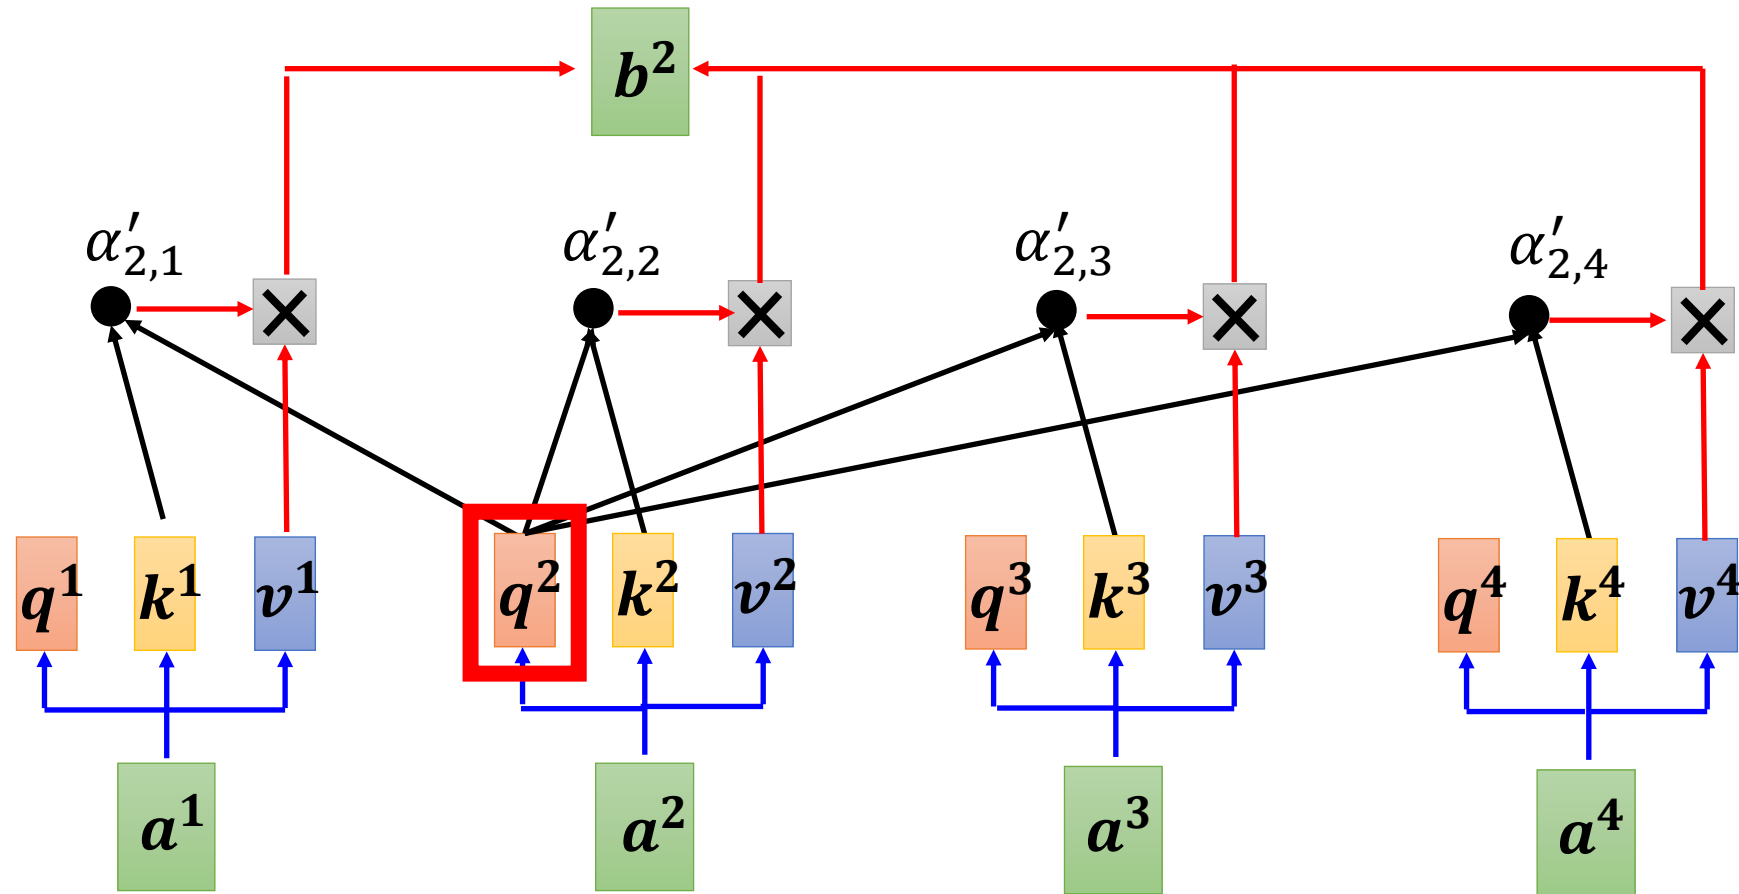 b²
α′₂,₁ α′₂,₂ α′₂,₃ α′₂,₄
× × × ×
q¹ k¹ v¹ q² k² v² q³ k³ v³ q⁴ k⁴ v⁴
a¹ a² a³ a⁴